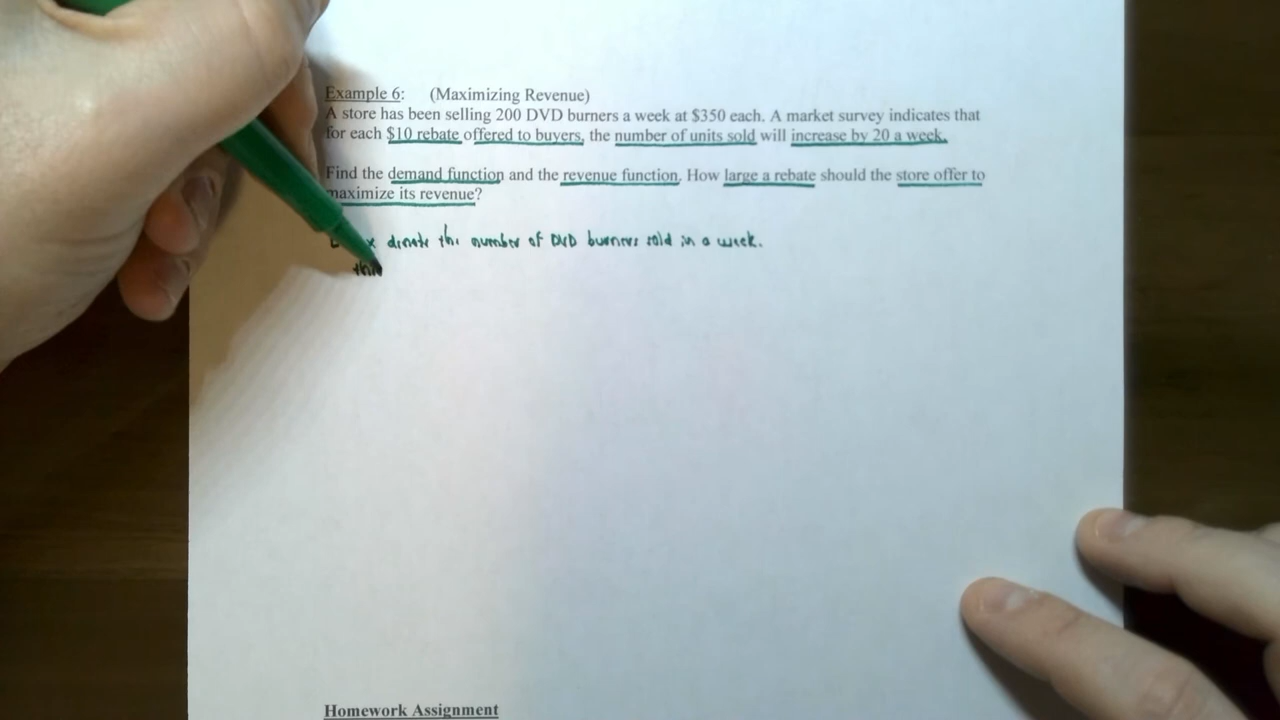 Example 6: (Maximizing Revenue)
A store has been selling 200 DVD burners a week at $350 each. A market survey indicates that
for each $10 rebate offered to buyers, the number of units sold will increase by 20 a week.
Find the demand function and the revenue function. How large a rebate should the store offer to
maximize its revenue?
x denote the number of DVD burners sold in a week.
Homework Assignment